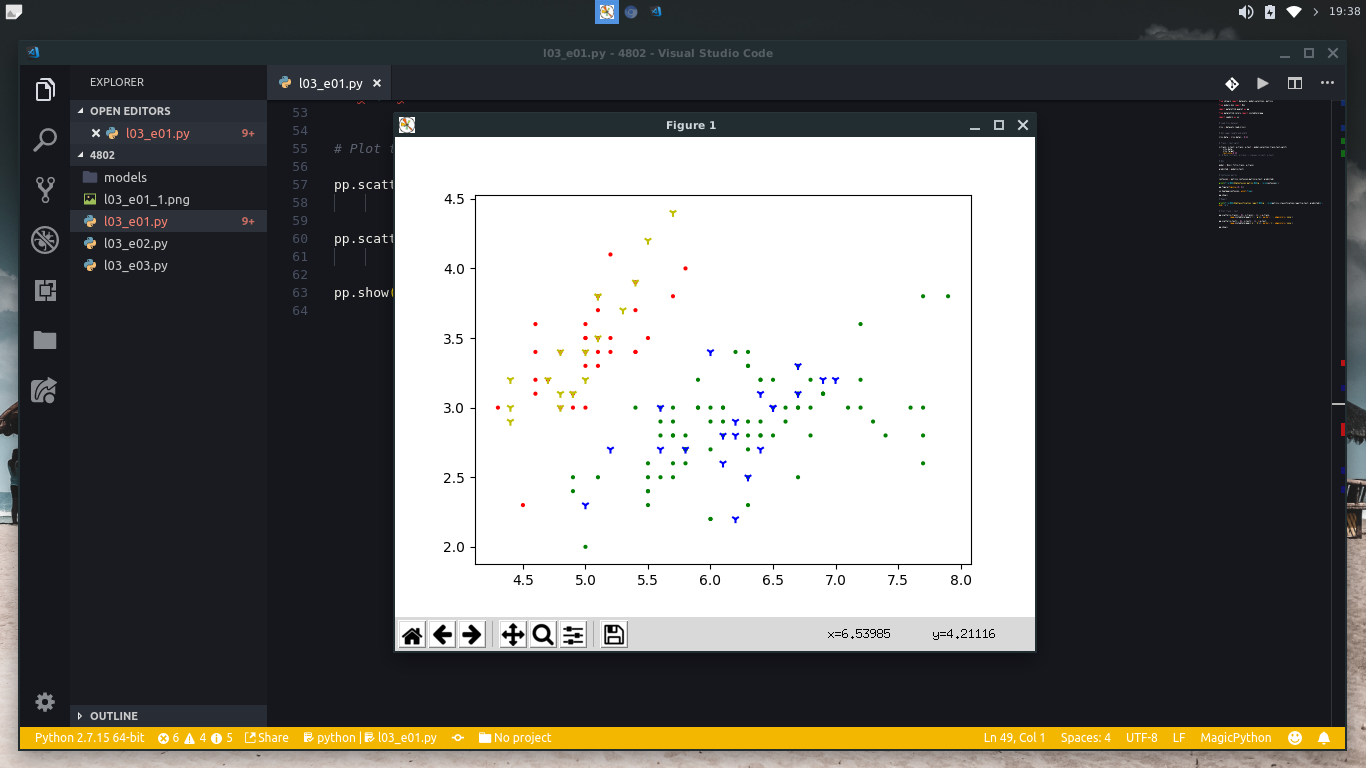 19:38
l03_e01.py - 4802 - Visual Studio Code
EXPLORER
OPEN EDITORS
l03_e01.py 9+
4802
models
l03_e01_1.png
l03_e01.py 9+
l03_e02.py
l03_e03.py
OUTLINE
l03_e01.py
53
54
55 # Plot
56
57 pp.scatt
58
59
60 pp.scatt
61
62
63 pp.show(
64
Figure 1
4.5
4.0
3.5
3.0
2.5
2.0
4.5 5.0 5.5 6.0 6.5 7.0 7.5 8.0
x=6.53985 y=4.21116
Python 2.7.15 64-bit 6 4 5 Share python | l03_e01.py No project Ln 49, Col 1 Spaces: 4 UTF-8 LF MagicPython